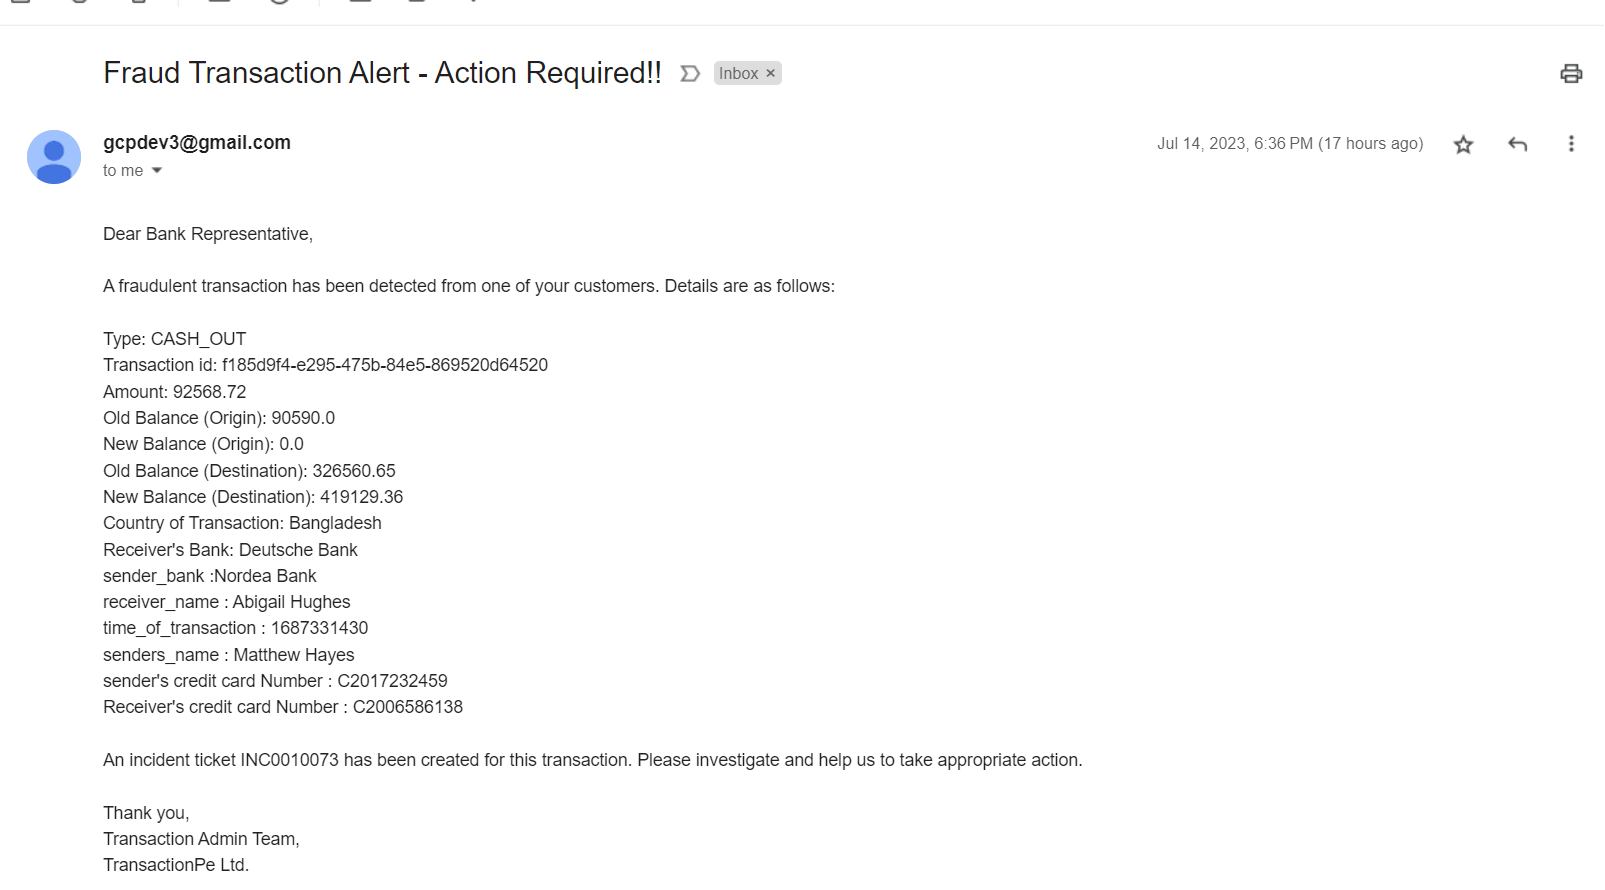 Fraud Transaction Alert - Action Required!! Inbox ×
gcpdev3@gmail.com
Jul 14, 2023, 6:36 PM (17 hours ago)
to me
Dear Bank Representative,
A fraudulent transaction has been detected from one of your customers. Details are as follows:
Type: CASH_OUT
Transaction id: f185d9f4-e295-475b-84e5-869520d64520
Amount: 92568.72
Old Balance (Origin): 90590.0
New Balance (Origin): 0.0
Old Balance (Destination): 326560.65
New Balance (Destination): 419129.36
Country of Transaction: Bangladesh
Receiver's Bank: Deutsche Bank
sender_bank :Nordea Bank
receiver_name : Abigail Hughes
time_of_transaction : 1687331430
senders_name : Matthew Hayes
sender's credit card Number : C2017232459
Receiver's credit card Number : C2006586138
An incident ticket INC0010073 has been created for this transaction. Please investigate and help us to take appropriate action.
Thank you,
Transaction Admin Team,
TransactionPe Ltd.